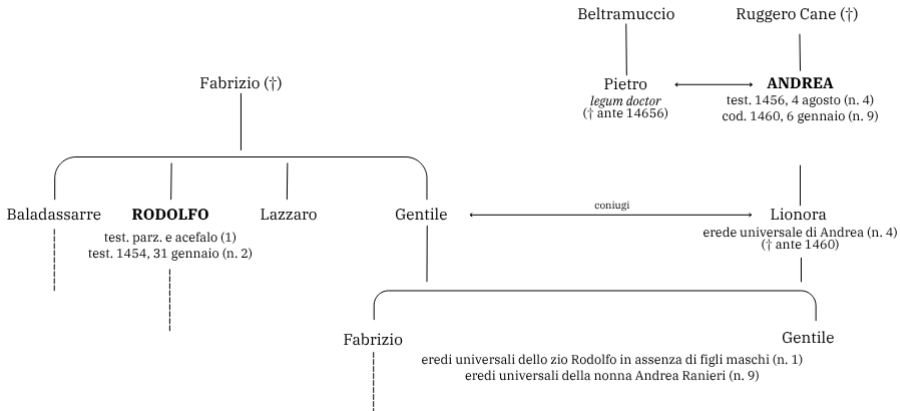 Beltramuccio
Ruggero Cane (†)
Fabrizio (†)
Pietro
legum doctor
(† ante 14656)
ANDREA
test. 1456, 4 agosto (n. 4)
cod. 1460, 6 gennaio (n. 9)
Baladassarre
RODOLFO
test. parz. e acefalo (1)
test. 1454, 31 gennaio (n. 2)
Lazzaro
Gentile
coniugi
Lionora
erede universale di Andrea (n. 4)
(† ante 1460)
Fabrizio
Gentile
eredi universali dello zio Rodolfo in assenza di figli maschi (n. 1)
eredi universali della nonna Andrea Ranieri (n. 9)